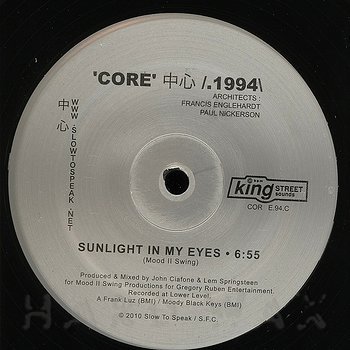 'CORE' 中心 /.1994\
ARCHITECTS :
FRANCIS ENGLEHARDT
PAUL NICKERSON
中心
WWW.SLOWTOSPEAK.NET
king STREET
sounds
COR E.94.C
SUNLIGHT IN MY EYES • 6:55
(Mood II Swing)
Produced & Mixed by John Ciafone & Lem Springsteen
for Mood II Swing Productions for Gregory Ruben Entertainment.
Recorded at Lower Level.
A Frank Luz (BMI) / Moody Black Keys (BMI)
© 2010 Slow To Speak / S.F.C.